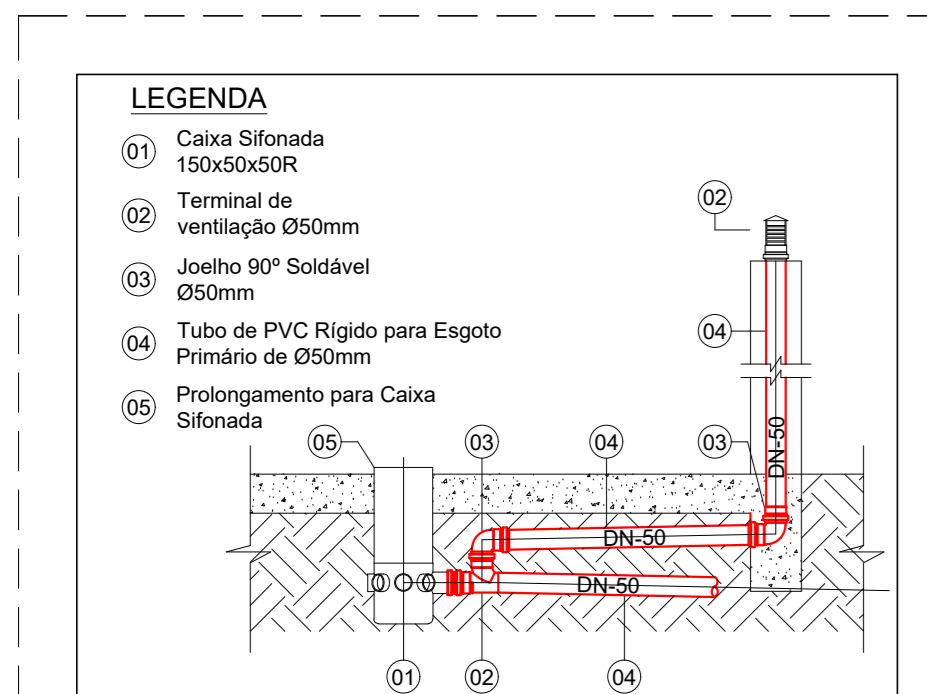 LEGENDA
01 Caixa Sifonada
150x50x50R
02 Terminal de
ventilação Ø50mm
03 Joelho 90º Soldável
Ø50mm
04 Tubo de PVC Rígido para Esgoto
Primário de Ø50mm
05 Prolongamento para Caixa
Sifonada
02
04
05 03 04 03
DN-50
DN-50
DN-50
01 02 04